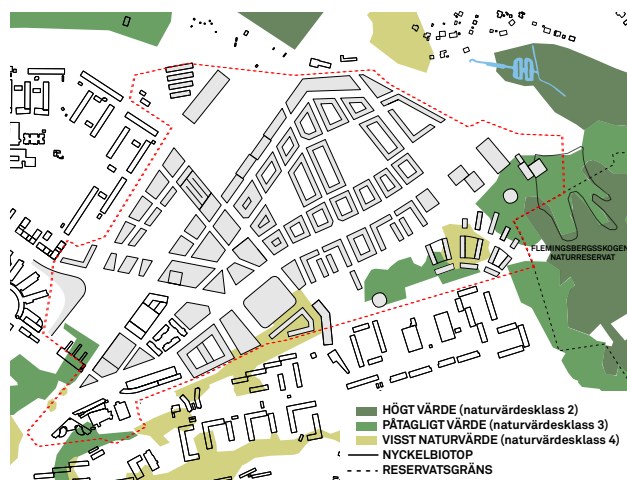 FLEMINGSBERGSSKOGEN
NATURRESERVAT
HÖGT VÄRDE (naturvärdesklass 2)
PÅTAGLIGT VÄRDE (naturvärdesklass 3)
VISST NATURVÄRDE (naturvärdesklass 4)
NYCKELBIOTOP
RESERVATSGRÄNS